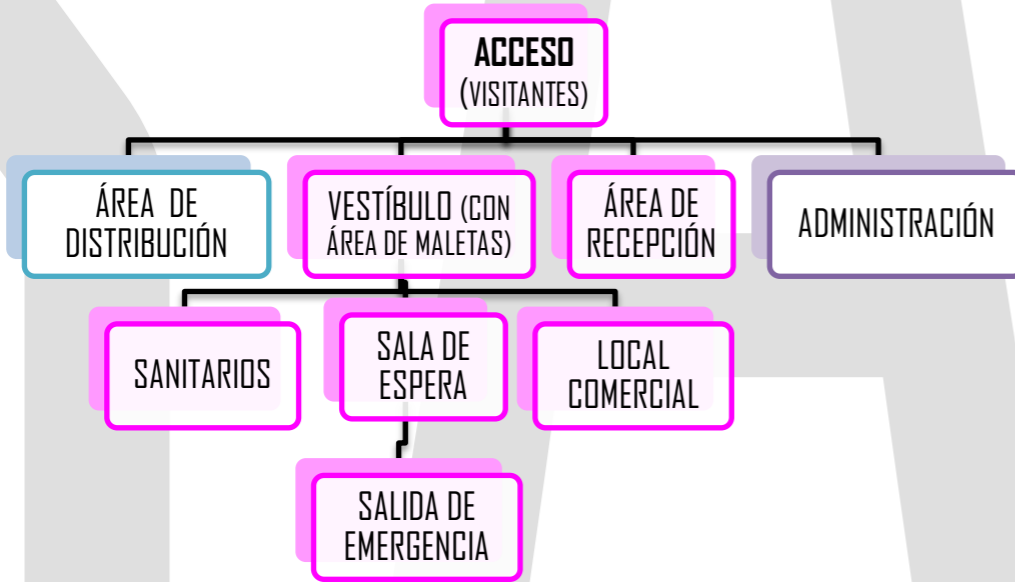 ACCESO
(VISITANTES)
ÁREA DE
DISTRIBUCIÓN
VESTÍBULO (CON
ÁREA DE MALETAS)
ÁREA DE
RECEPCIÓN
ADMINISTRACIÓN
SANITARIOS
SALA DE
ESPERA
LOCAL
COMERCIAL
SALIDA DE
EMERGENCIA